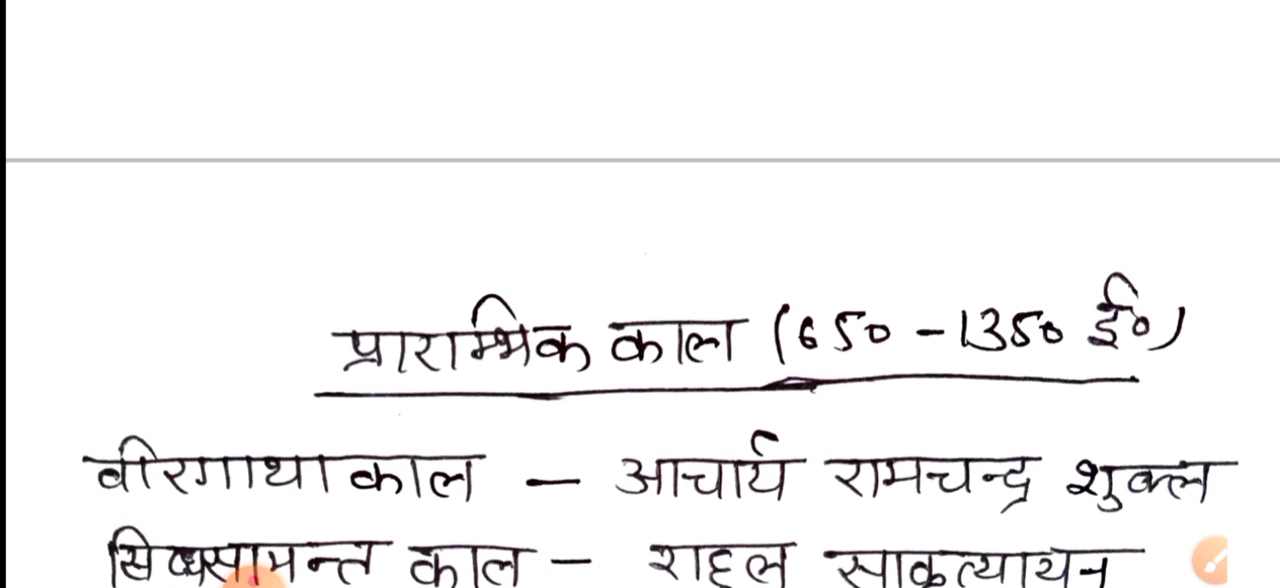 प्रारम्भिक काल (650 - 1350 ई०)
वीरगाथा काल - आचार्य रामचन्द्र शुक्ल
सिध्धसामन्त काल - राहुल साकृत्यायन